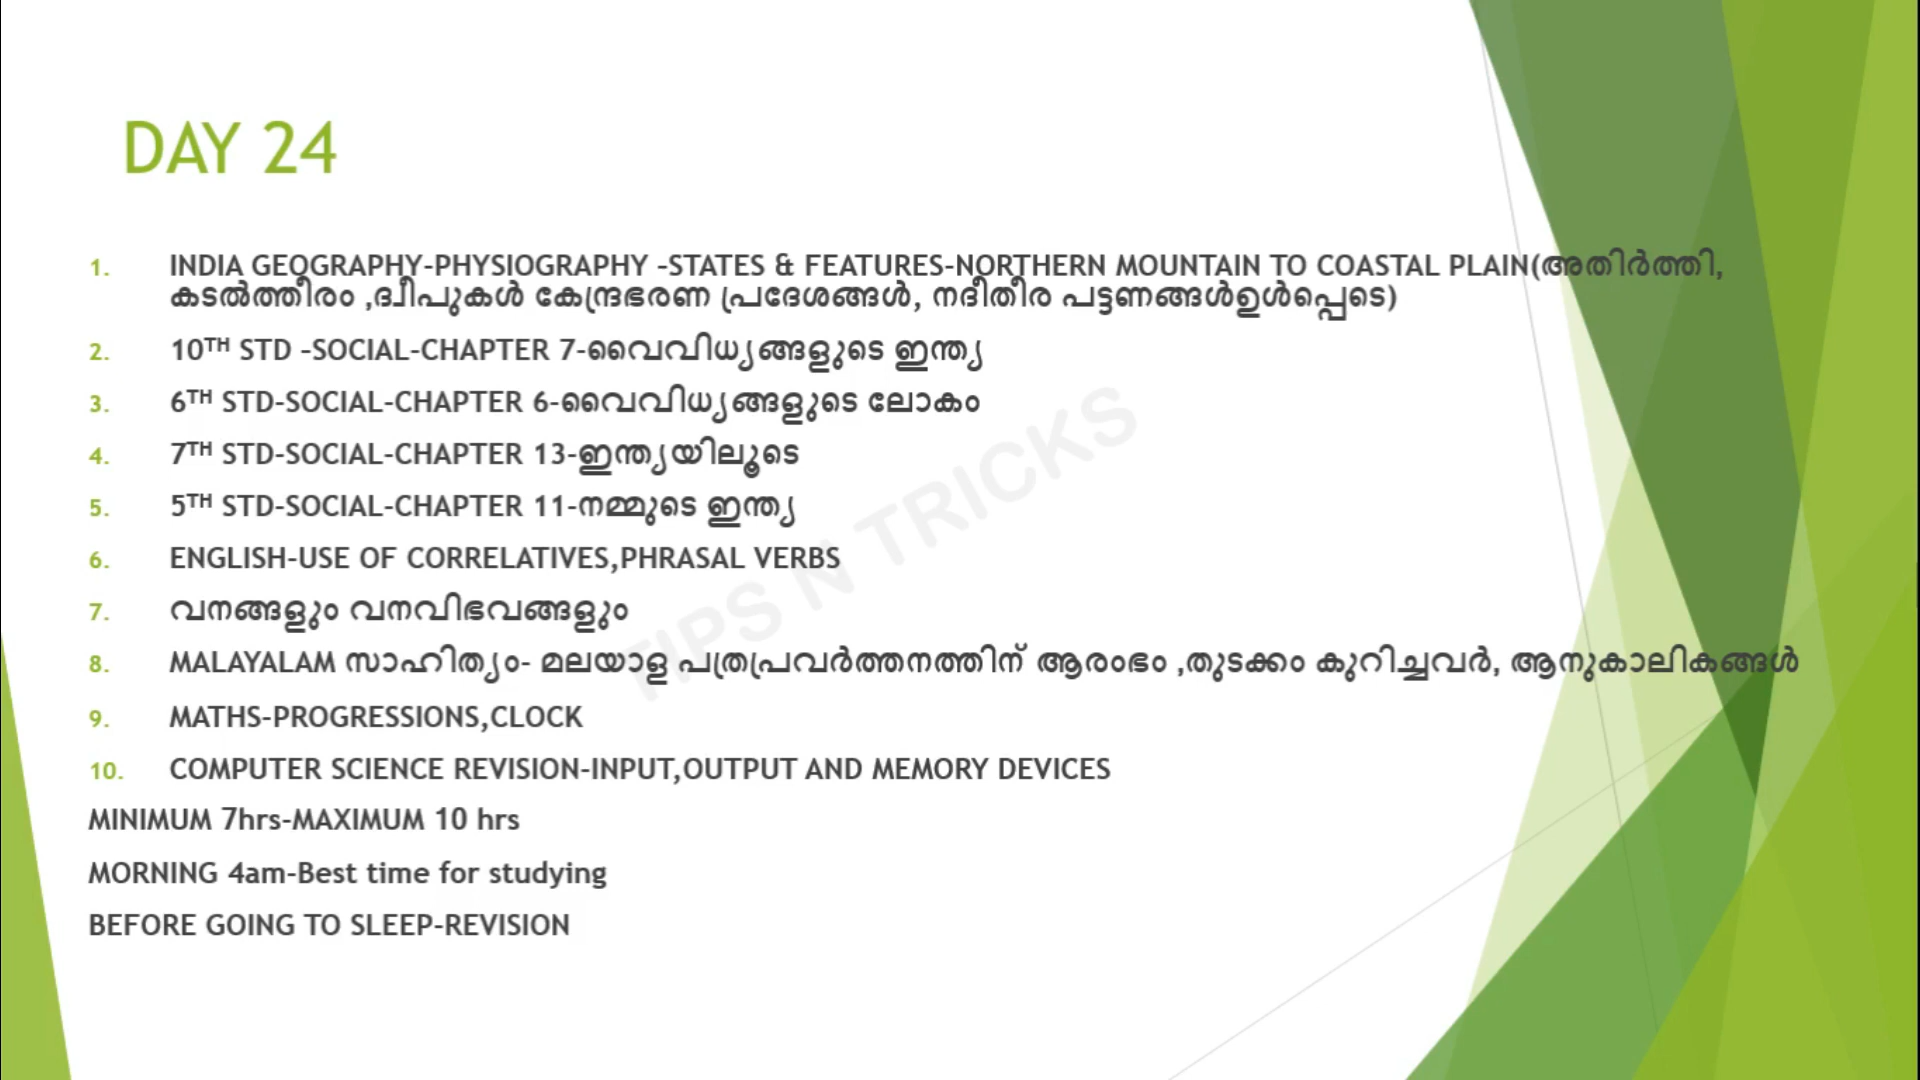 DAY 24
1. INDIA GEOGRAPHY-PHYSIOGRAPHY -STATES & FEATURES-NORTHERN MOUNTAIN TO COASTAL PLAIN(അതിർത്തി,
കടൽത്തീരം ,ദ്വീപുകൾ കേന്ദ്രഭരണ പ്രദേശങ്ങൾ, നദീതീര പട്ടണങ്ങൾഉൾപ്പെടെ)
2. 10TH STD -SOCIAL-CHAPTER 7-വൈവിധ്യങ്ങളുടെ ഇന്ത്യ
3. 6TH STD-SOCIAL-CHAPTER 6-വൈവിധ്യങ്ങളുടെ ലോകം
4. 7TH STD-SOCIAL-CHAPTER 13-ഇന്ത്യയിലൂടെ
5. 5TH STD-SOCIAL-CHAPTER 11-നമ്മുടെ ഇന്ത്യ
6. ENGLISH-USE OF CORRELATIVES,PHRASAL VERBS
7. വനങ്ങളും വനവിഭവങ്ങളും
8. MALAYALAM സാഹിത്യം- മലയാള പത്രപ്രവർത്തനത്തിന് ആരംഭം ,തുടക്കം കുറിച്ചവർ, ആനുകാലികങ്ങൾ
9. MATHS-PROGRESSIONS,CLOCK
10. COMPUTER SCIENCE REVISION-INPUT,OUTPUT AND MEMORY DEVICES
MINIMUM 7hrs-MAXIMUM 10 hrs
MORNING 4am-Best time for studying
BEFORE GOING TO SLEEP-REVISION
TIPS N TRICKS